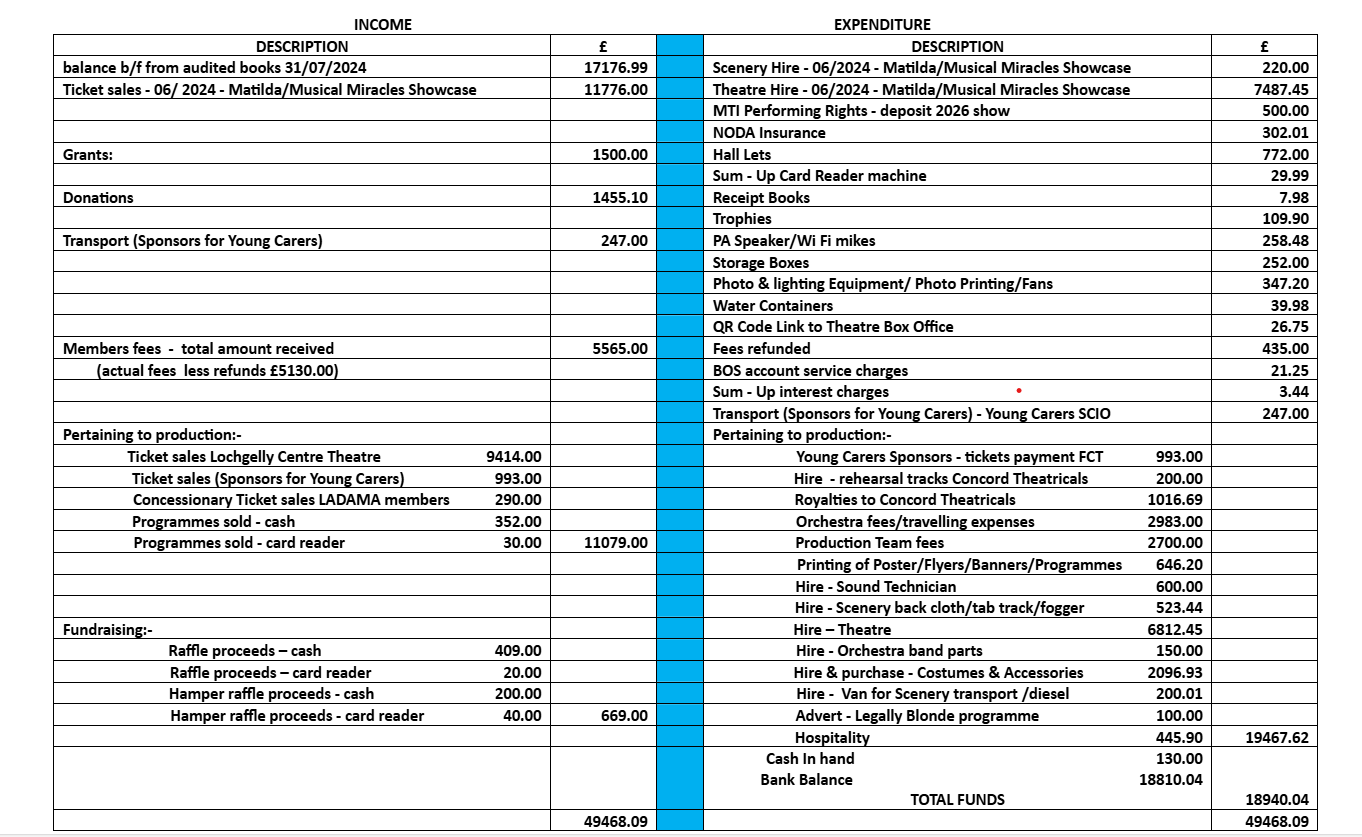 INCOME EXPENDITURE
DESCRIPTION £ DESCRIPTION £
balance b/f from audited books 31/07/2024 17176.99 Scenery Hire - 06/2024 - Matilda/Musical Miracles Showcase 220.00
Ticket sales - 06/ 2024 - Matilda/Musical Miracles Showcase 11776.00 Theatre Hire - 06/2024 - Matilda/Musical Miracles Showcase 7487.45
MTI Performing Rights - deposit 2026 show 500.00
NODA Insurance 302.01
Grants: 1500.00 Hall Lets 772.00
Sum - Up Card Reader machine 29.99
Donations 1455.10 Receipt Books 7.98
Trophies 109.90
Transport (Sponsors for Young Carers) 247.00 PA Speaker/Wi Fi mikes 258.48
Storage Boxes 252.00
Photo & lighting Equipment/ Photo Printing/Fans 347.20
Water Containers 39.98
QR Code Link to Theatre Box Office 26.75
Members fees - total amount received 5565.00 Fees refunded 435.00
(actual fees less refunds £5130.00) BOS account service charges 21.25
Sum - Up interest charges 3.44
Transport (Sponsors for Young Carers) - Young Carers SCIO 247.00
Pertaining to production:- Pertaining to production:-
Ticket sales Lochgelly Centre Theatre 9414.00 Young Carers Sponsors - tickets payment FCT 993.00
Ticket sales (Sponsors for Young Carers) 993.00 Hire - rehearsal tracks Concord Theatricals 200.00
Concessionary Ticket sales LADAMA members 290.00 Royalties to Concord Theatricals 1016.69
Programmes sold - cash 352.00 Orchestra fees/travelling expenses 2983.00
Programmes sold - card reader 30.00 11079.00 Production Team fees 2700.00
Printing of Poster/Flyers/Banners/Programmes 646.20
Hire - Sound Technician 600.00
Hire - Scenery back cloth/tab track/fogger 523.44
Fundraising:- Hire – Theatre 6812.45
Raffle proceeds – cash 409.00 Hire - Orchestra band parts 150.00
Raffle proceeds – card reader 20.00 Hire & purchase - Costumes & Accessories 2096.93
Hamper raffle proceeds - cash 200.00 Hire - Van for Scenery transport /diesel 200.01
Hamper raffle proceeds - card reader 40.00 669.00 Advert - Legally Blonde programme 100.00
Hospitality 445.90 19467.62
Cash In hand 130.00
Bank Balance 18810.04
TOTAL FUNDS 18940.04
49468.09 49468.09